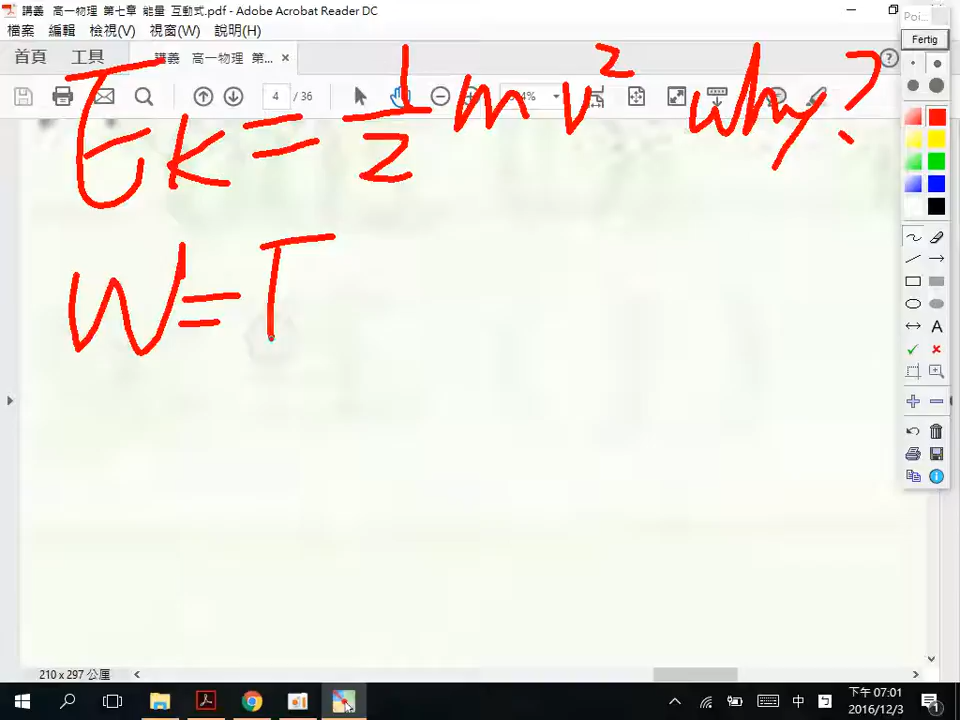 講義 高一物理 第七章 能量 互動式.pdf - Adobe Acrobat Reader DC
檔案 編輯 檢視(V) 視窗(W) 說明(H)
首頁 工具 講義 高一物理 第... ×
4 / 36
Ek = 1/2 mv² why?
W = T
Fertig
A
210 x 297 公厘
中
下午 07:01
2016/12/3
1